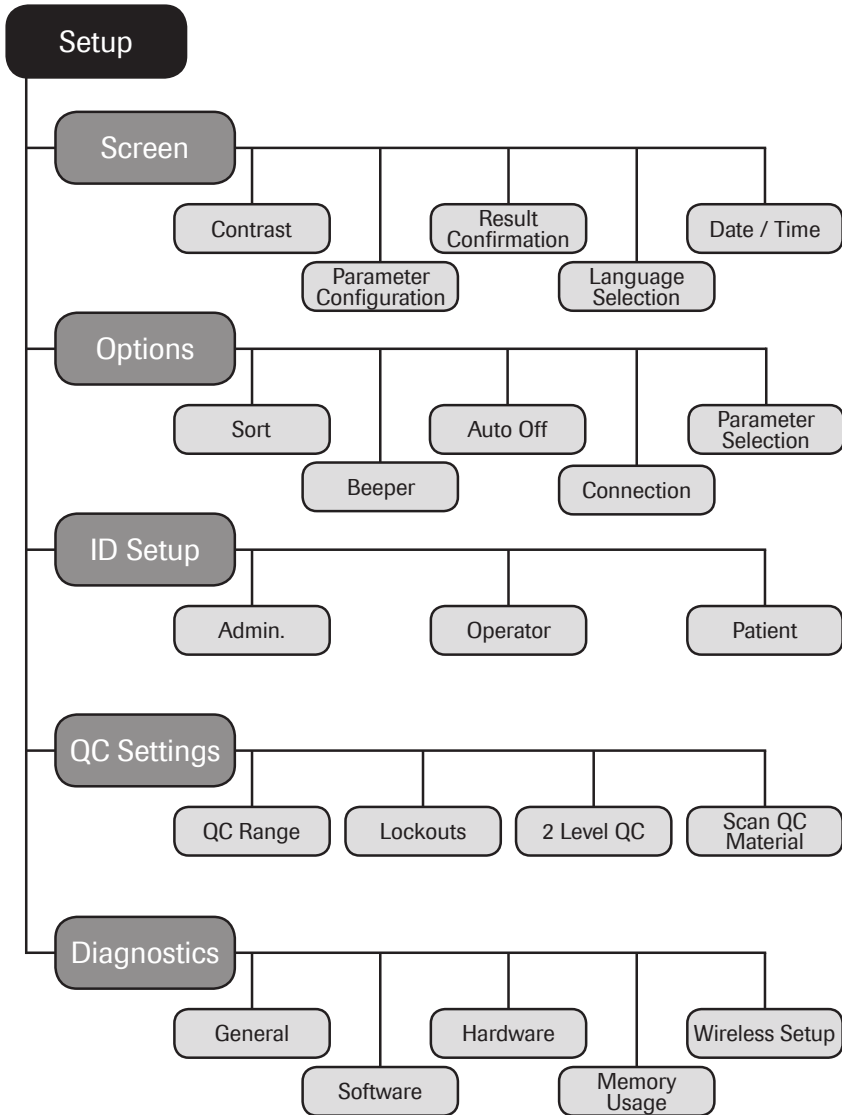 Setup
Screen
Contrast
Parameter
Configuration
Result
Confirmation
Language
Selection
Date / Time
Options
Sort
Beeper
Auto Off
Connection
Parameter
Selection
ID Setup
Admin.
Operator
Patient
QC Settings
QC Range
Lockouts
2 Level QC
Scan QC
Material
Diagnostics
General
Software
Hardware
Memory
Usage
Wireless Setup